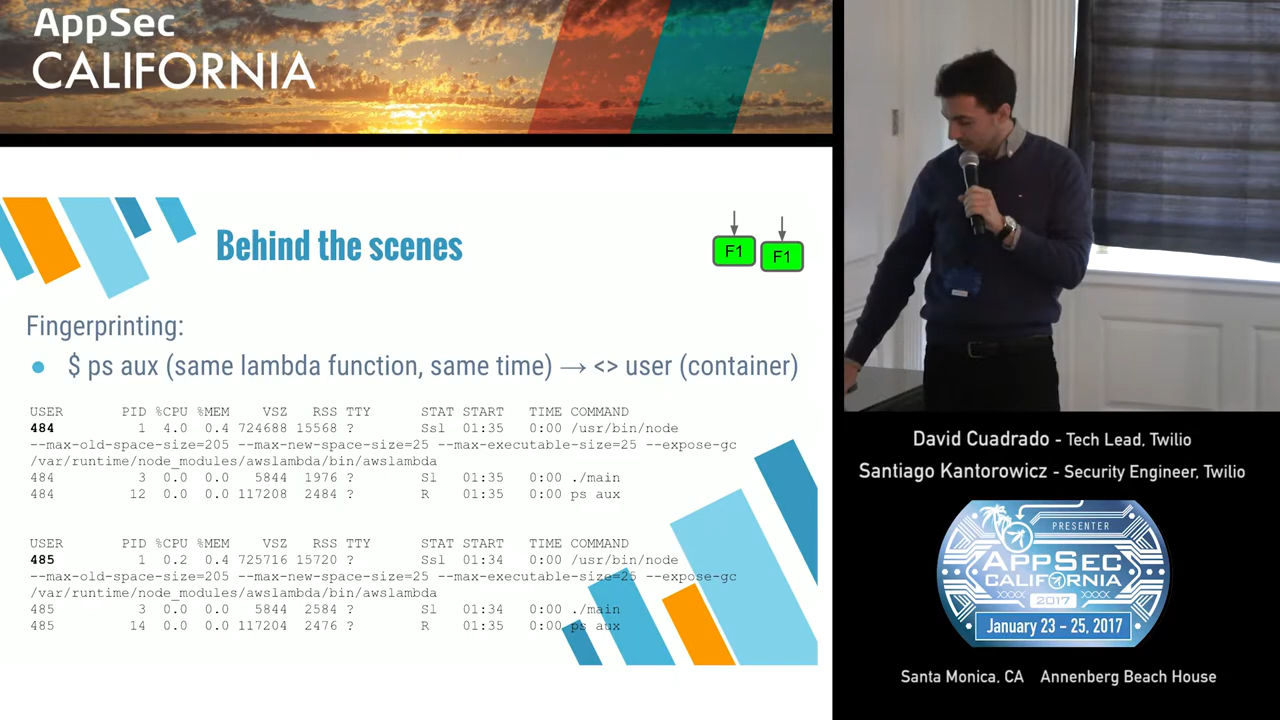 AppSec
CALIFORNIA
Behind the scenes
F1
F1
Fingerprinting:
● $ ps aux (same lambda function, same time) → <> user (container)
USER PID %CPU %MEM VSZ RSS TTY STAT START TIME COMMAND
484 1 4.0 0.4 724688 15568 ? Ssl 01:35 0:00 /usr/bin/node
--max-old-space-size=205 --max-new-space-size=25 --max-executable-size=25 --expose-gc
/var/runtime/node_modules/awslambda/bin/awslambda
484 3 0.0 0.0 5844 1976 ? Sl 01:35 0:00 ./main
484 12 0.0 0.0 117208 2484 ? R 01:35 0:00 ps aux
USER PID %CPU %MEM VSZ RSS TTY STAT START TIME COMMAND
485 1 0.2 0.4 725716 15720 ? Ssl 01:34 0:00 /usr/bin/node
--max-old-space-size=205 --max-new-space-size=25 --max-executable-size=25 --expose-gc
/var/runtime/node_modules/awslambda/bin/awslambda
485 3 0.0 0.0 5844 2584 ? Sl 01:34 0:00 ./main
485 14 0.0 0.0 117204 2476 ? R 01:35 0:00 ps aux
David Cuadrado - Tech Lead, Twilio
Santiago Kantorowicz - Security Engineer, Twilio
PRESENTER
APPSEC
CALIFORNIA
2017
January 23 - 25, 2017
Santa Monica, CA Annenberg Beach House